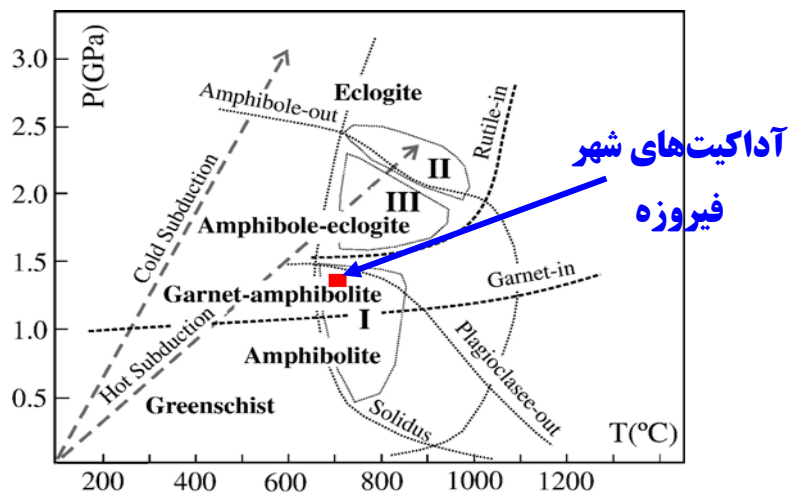 P(GPa)
3.0
2.5
2.0
1.5
1.0
0.5
Amphibole-out
Eclogite
Rutile-in
آداکیت‌های شهر
فیروزه
II
III
Cold Subduction
Amphibole-eclogite
Garnet-in
Garnet-amphibolite
I
Hot Subduction
Amphibolite
Plagioclasee-out
Greenschist
Solidus
T(ºC)
200 400 600 800 1000 1200